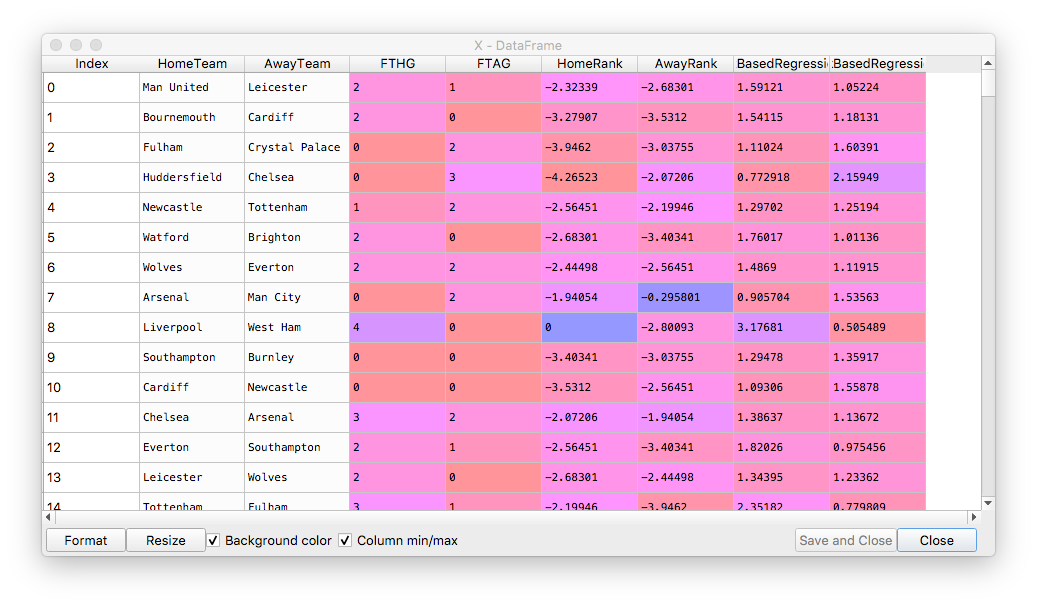 X - DataFrame
Index HomeTeam AwayTeam FTHG FTAG HomeRank AwayRank BasedRegressi :BasedRegressi
0 Man United Leicester 2 1 -2.32339 -2.68301 1.59121 1.05224
1 Bournemouth Cardiff 2 0 -3.27907 -3.5312 1.54115 1.18131
2 Fulham Crystal Palace 0 2 -3.9462 -3.03755 1.11024 1.60391
3 Huddersfield Chelsea 0 3 -4.26523 -2.07206 0.772918 2.15949
4 Newcastle Tottenham 1 2 -2.56451 -2.19946 1.29702 1.25194
5 Watford Brighton 2 0 -2.68301 -3.40341 1.76017 1.01136
6 Wolves Everton 2 2 -2.44498 -2.56451 1.4869 1.11915
7 Arsenal Man City 0 2 -1.94054 -0.295801 0.905704 1.53563
8 Liverpool West Ham 4 0 0 -2.80093 3.17681 0.505489
9 Southampton Burnley 0 0 -3.40341 -3.03755 1.29478 1.35917
10 Cardiff Newcastle 0 0 -3.5312 -2.56451 1.09306 1.55878
11 Chelsea Arsenal 3 2 -2.07206 -1.94054 1.38637 1.13672
12 Everton Southampton 2 1 -2.56451 -3.40341 1.82026 0.975456
13 Leicester Wolves 2 0 -2.68301 -2.44498 1.34395 1.23362
14 Tottenham Fulham 3 1 -2.19946 -3.9462 2.35182 0.779809
Format Resize Background color Column min/max Save and Close Close